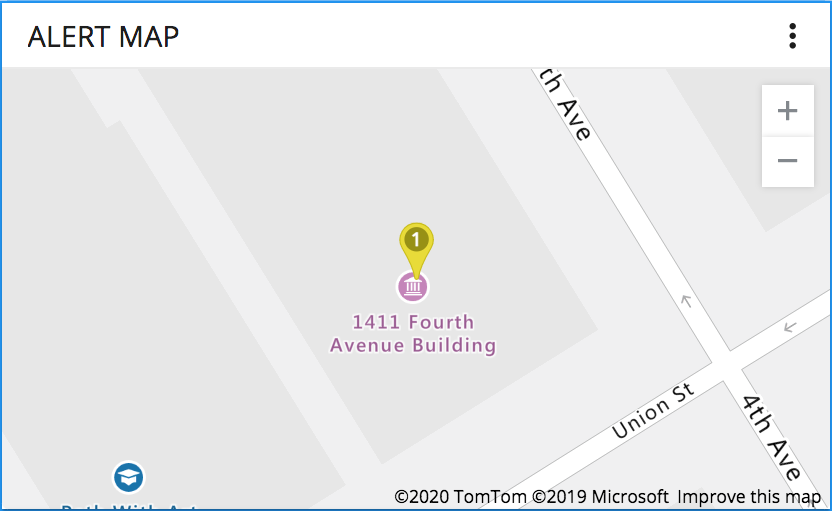 ALERT MAP
th Ave
1
1411 Fourth
Avenue Building
Union St
4th Ave
©2020 TomTom ©2019 Microsoft Improve this map